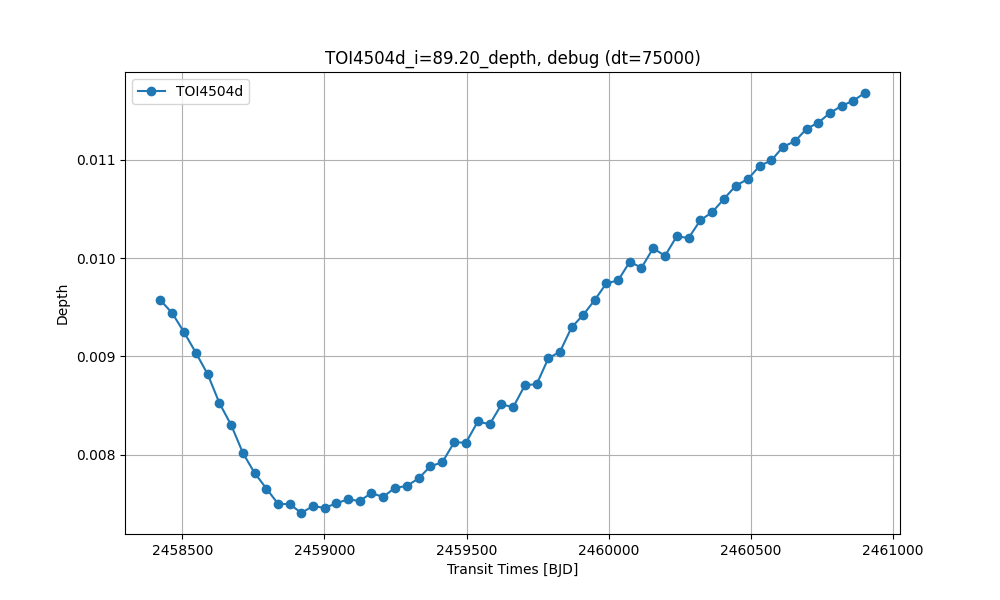 TOI4504d_i=89.20_depth, debug (dt=75000)
TOI4504d
0.011
0.010
0.009
0.008
Depth
2458500 2459000 2459500 2460000 2460500 2461000
Transit Times [BJD]